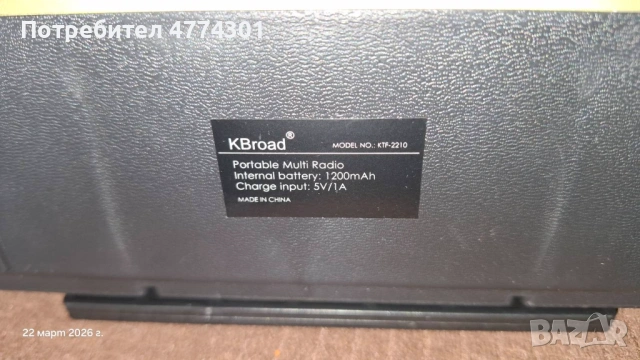 Потребител 4774301
KBroad®
MODEL NO.: KTF-2210
Portable Multi Radio
Internal battery: 1200mAh
Charge input: 5V/1A
MADE IN CHINA
22 март 2026 г.
BAZAR